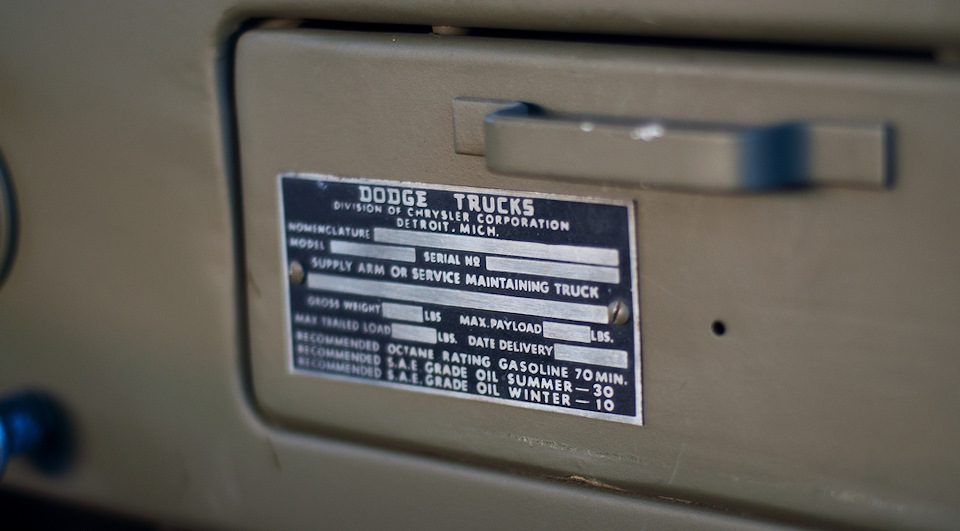 DODGE TRUCKS
DIVISION OF CHRYSLER CORPORATION
DETROIT, MICH.
NOMENCLATURE
MODEL SERIAL Nº
SUPPLY ARM OR SERVICE MAINTAINING TRUCK
GROSS WEIGHT LBS MAX. PAYLOAD LBS.
MAX TRAILED LOAD LBS. DATE DELIVERY
RECOMMENDED OCTANE RATING GASOLINE 70 MIN.
RECOMMENDED S.A.E. GRADE OIL SUMMER—30
RECOMMENDED S.A.E. GRADE OIL WINTER—10